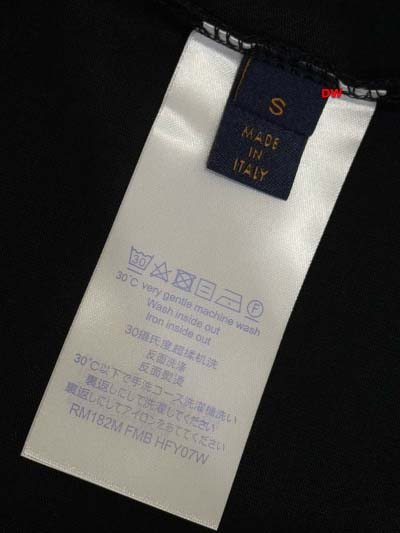 DW
S
MADE
IN
ITALY
30
F
30°C very gentle machine wash
Wash inside out
Iron inside out
30摄氏度超揉机洗
反面洗涤
反面熨烫
30℃以下で手洗コース洗濯機洗い
裏返しにして洗濯してください
裏返しにしてアイロンをあててください
RM182M FMB HFY07W